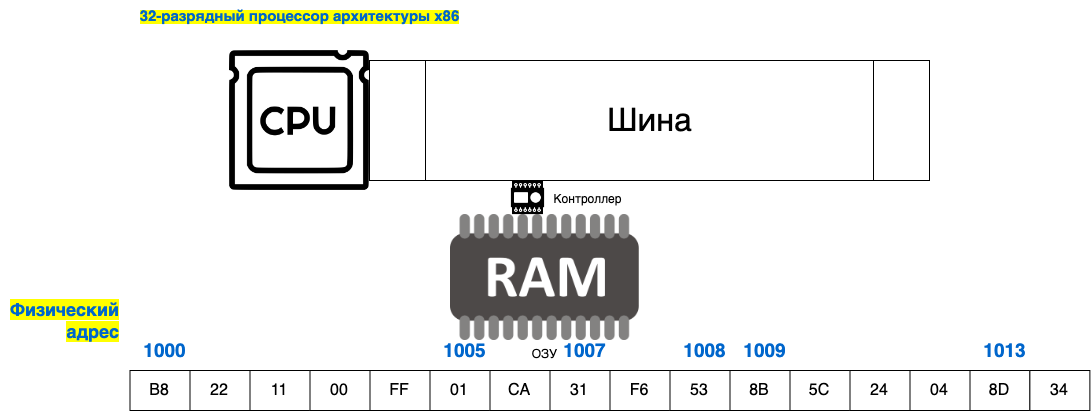 32-разрядный процессор архитектуры x86
CPU
Шина
Контроллер
RAM
Физический
адрес
ОЗУ
1000 1005 1007 1008 1009 1013
B8 22 11 00 FF 01 CA 31 F6 53 8B 5C 24 04 8D 34